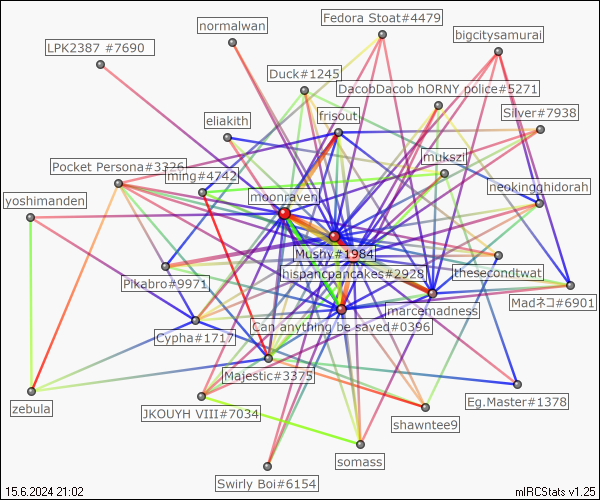 Fedora Stoat#4479
normalwan
bigcitysamurai
LPK2387 #7690
Duck#1245
DacobDacob hORNY police#5271
Silver#7938
frisout
eliakith
mukszi
Pocket Persona#3326
ming#4742
neokingghidorah
moonraven
yoshimanden
Mushy#1984
hispancpancakes#2928
thesecondtwat
Pikabro#9971
Madネコ#6901
marcemadness
Can anything be saved#0396
Cypha#1717
Majestic#3375
Eg.Master#1378
zebula
JKOUYH VIII#7034
shawntee9
somass
Swirly Boi#6154
15.6.2024 21:02
mIRCStats v1.25